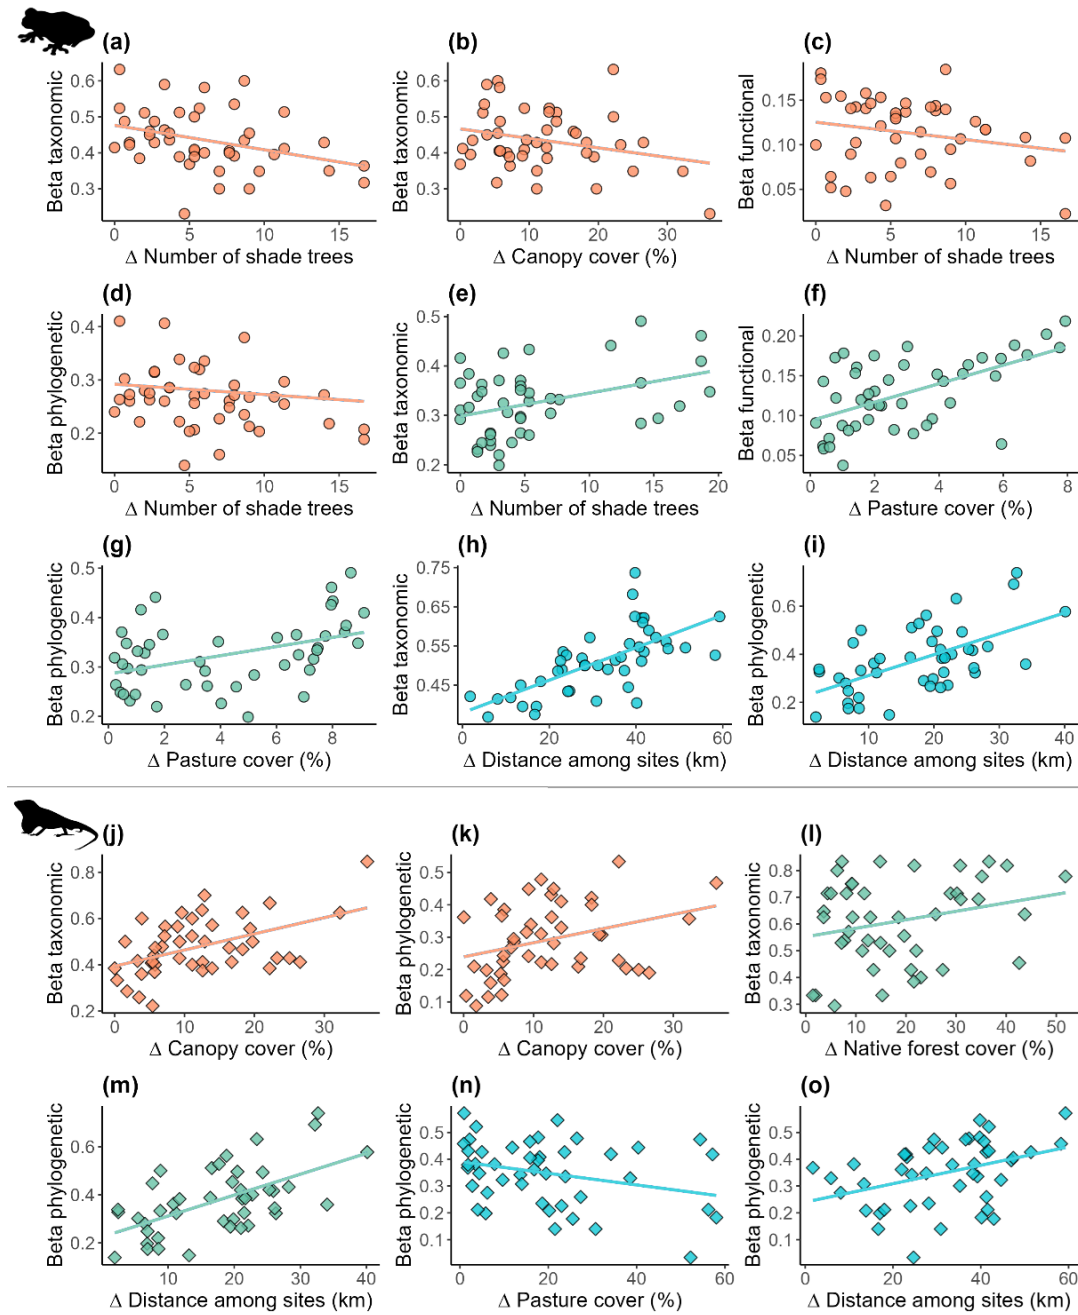 (a) (b) (c)
Beta taxonomic 0.6 0.5 0.4 0.3 0 5 10 15
Δ Number of shade trees
Beta taxonomic 0.6 0.5 0.4 0.3 0 10 20 30
Δ Canopy cover (%)
Beta functional 0.15 0.10 0.05 0 5 10 15
Δ Number of shade trees
(d) (e) (f)
Beta phylogenetic 0.4 0.3 0.2 0 5 10 15
Δ Number of shade trees
Beta taxonomic 0.5 0.4 0.3 0.2 0 5 10 15 20
Δ Number of shade trees
Beta functional 0.20 0.15 0.10 0.05 0 2 4 6 8
Δ Pasture cover (%)
(g) (h) (i)
Beta phylogenetic 0.5 0.4 0.3 0.2 0 2 4 6 8
Δ Pasture cover (%)
Beta taxonomic 0.75 0.65 0.55 0.45 0 20 40 60
Δ Distance among sites (km)
Beta phylogenetic 0.6 0.4 0.2 10 20 30 40
Δ Distance among sites (km)
(j) (k) (l)
Beta taxonomic 0.8 0.6 0.4 0.2 0 10 20 30
Δ Canopy cover (%)
Beta phylogenetic 0.5 0.4 0.3 0.2 0.1 0 10 20 30
Δ Canopy cover (%)
Beta taxonomic 0.8 0.7 0.6 0.5 0.4 0.3 0 10 20 30 40 50
Δ Native forest cover (%)
(m) (n) (o)
Beta phylogenetic 0.6 0.4 0.2 10 20 30 40
Δ Distance among sites (km)
Beta phylogenetic 0.5 0.4 0.3 0.2 0.1 0 20 40 60
Δ Pasture cover (%)
Beta phylogenetic 0.5 0.4 0.3 0.2 0.1 0 20 40 60
Δ Distance among sites (km)